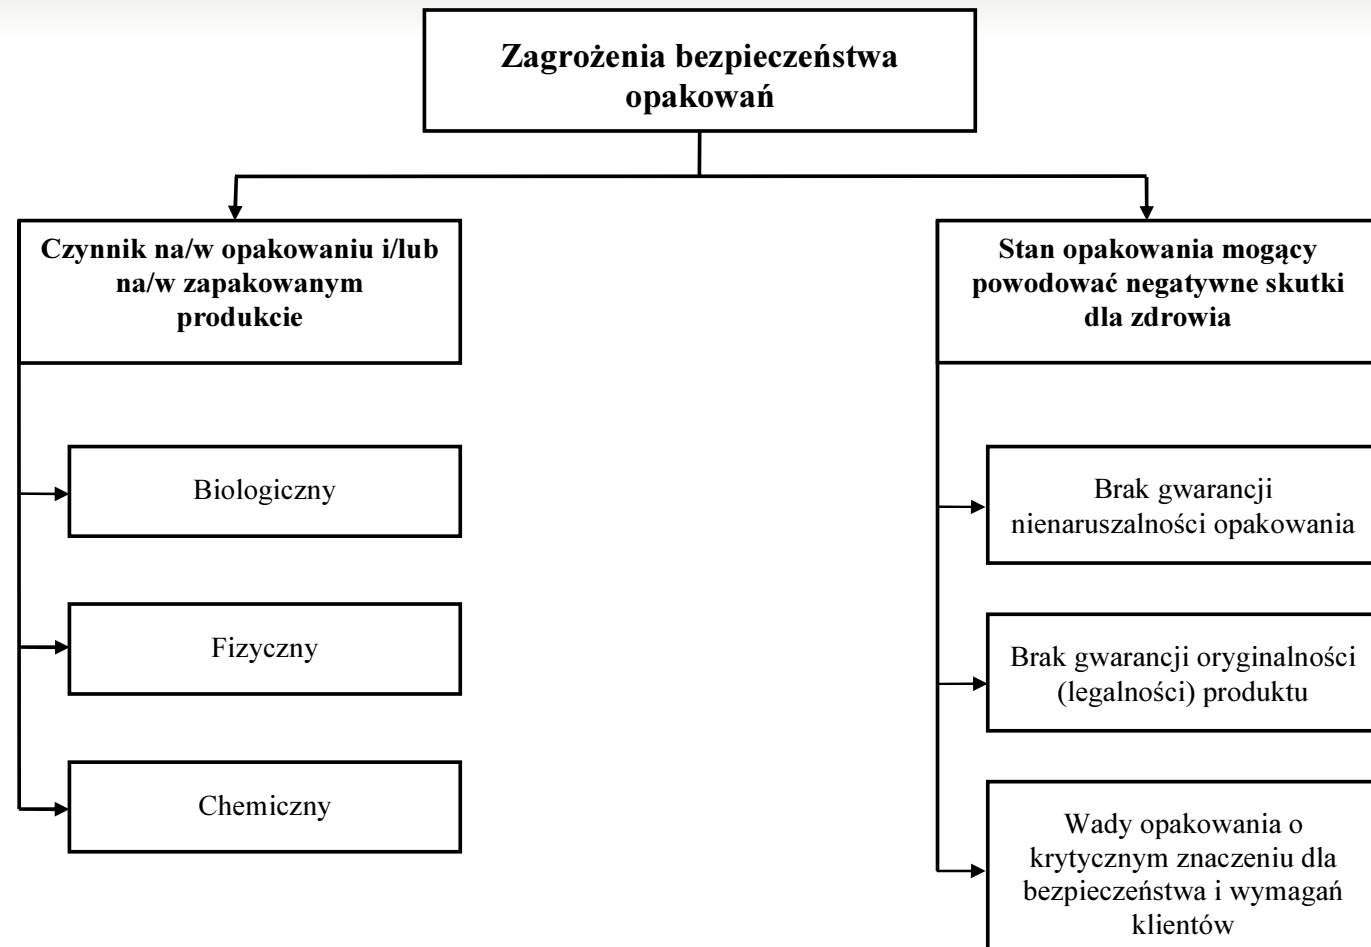 Zagrożenia bezpieczeństwa
opakowań
Czynnik na/w opakowaniu i/lub
na/w zapakowanym
produkcie
Biologiczny
Fizyczny
Chemiczny
Stan opakowania mogący
powodować negatywne skutki
dla zdrowia
Brak gwarancji
nienaruszalności opakowania
Brak gwarancji oryginalności
(legalności) produktu
Wady opakowania o
krytycznym znaczeniu dla
bezpieczeństwa i wymagań
klientów